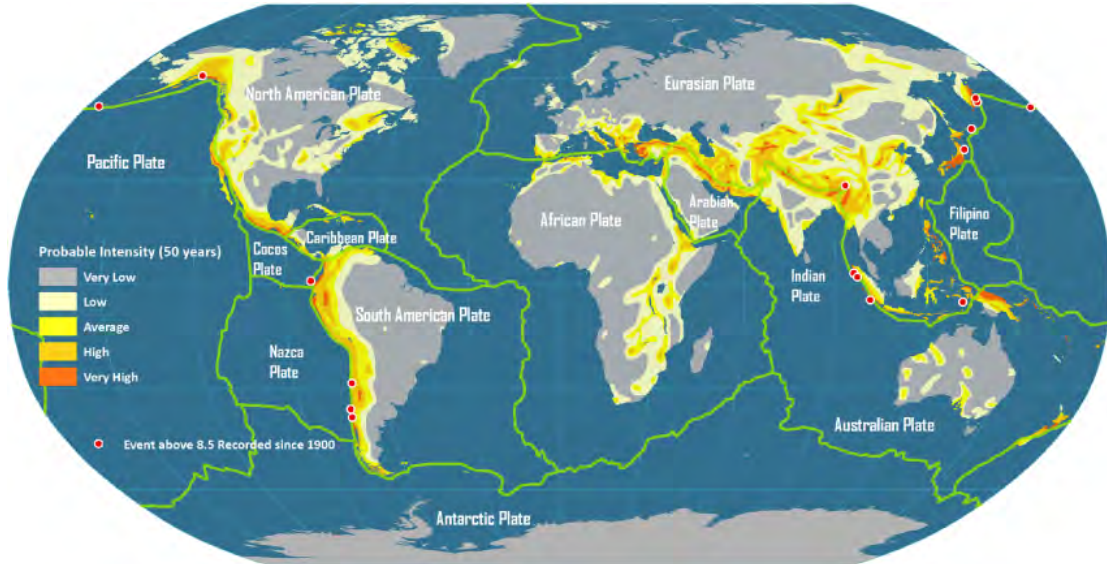 North American Plate
Eurasian Plate
Pacific Plate
African Plate
Arabian
Plate
Filipino
Plate
Cocos
Plate
Caribbean Plate
Indian
Plate
South American Plate
Nazca
Plate
Australian Plate
Antarctic Plate
Probable Intensity (50 years)
Very Low
Low
Average
High
Very High
Event above 8.5 Recorded since 1900